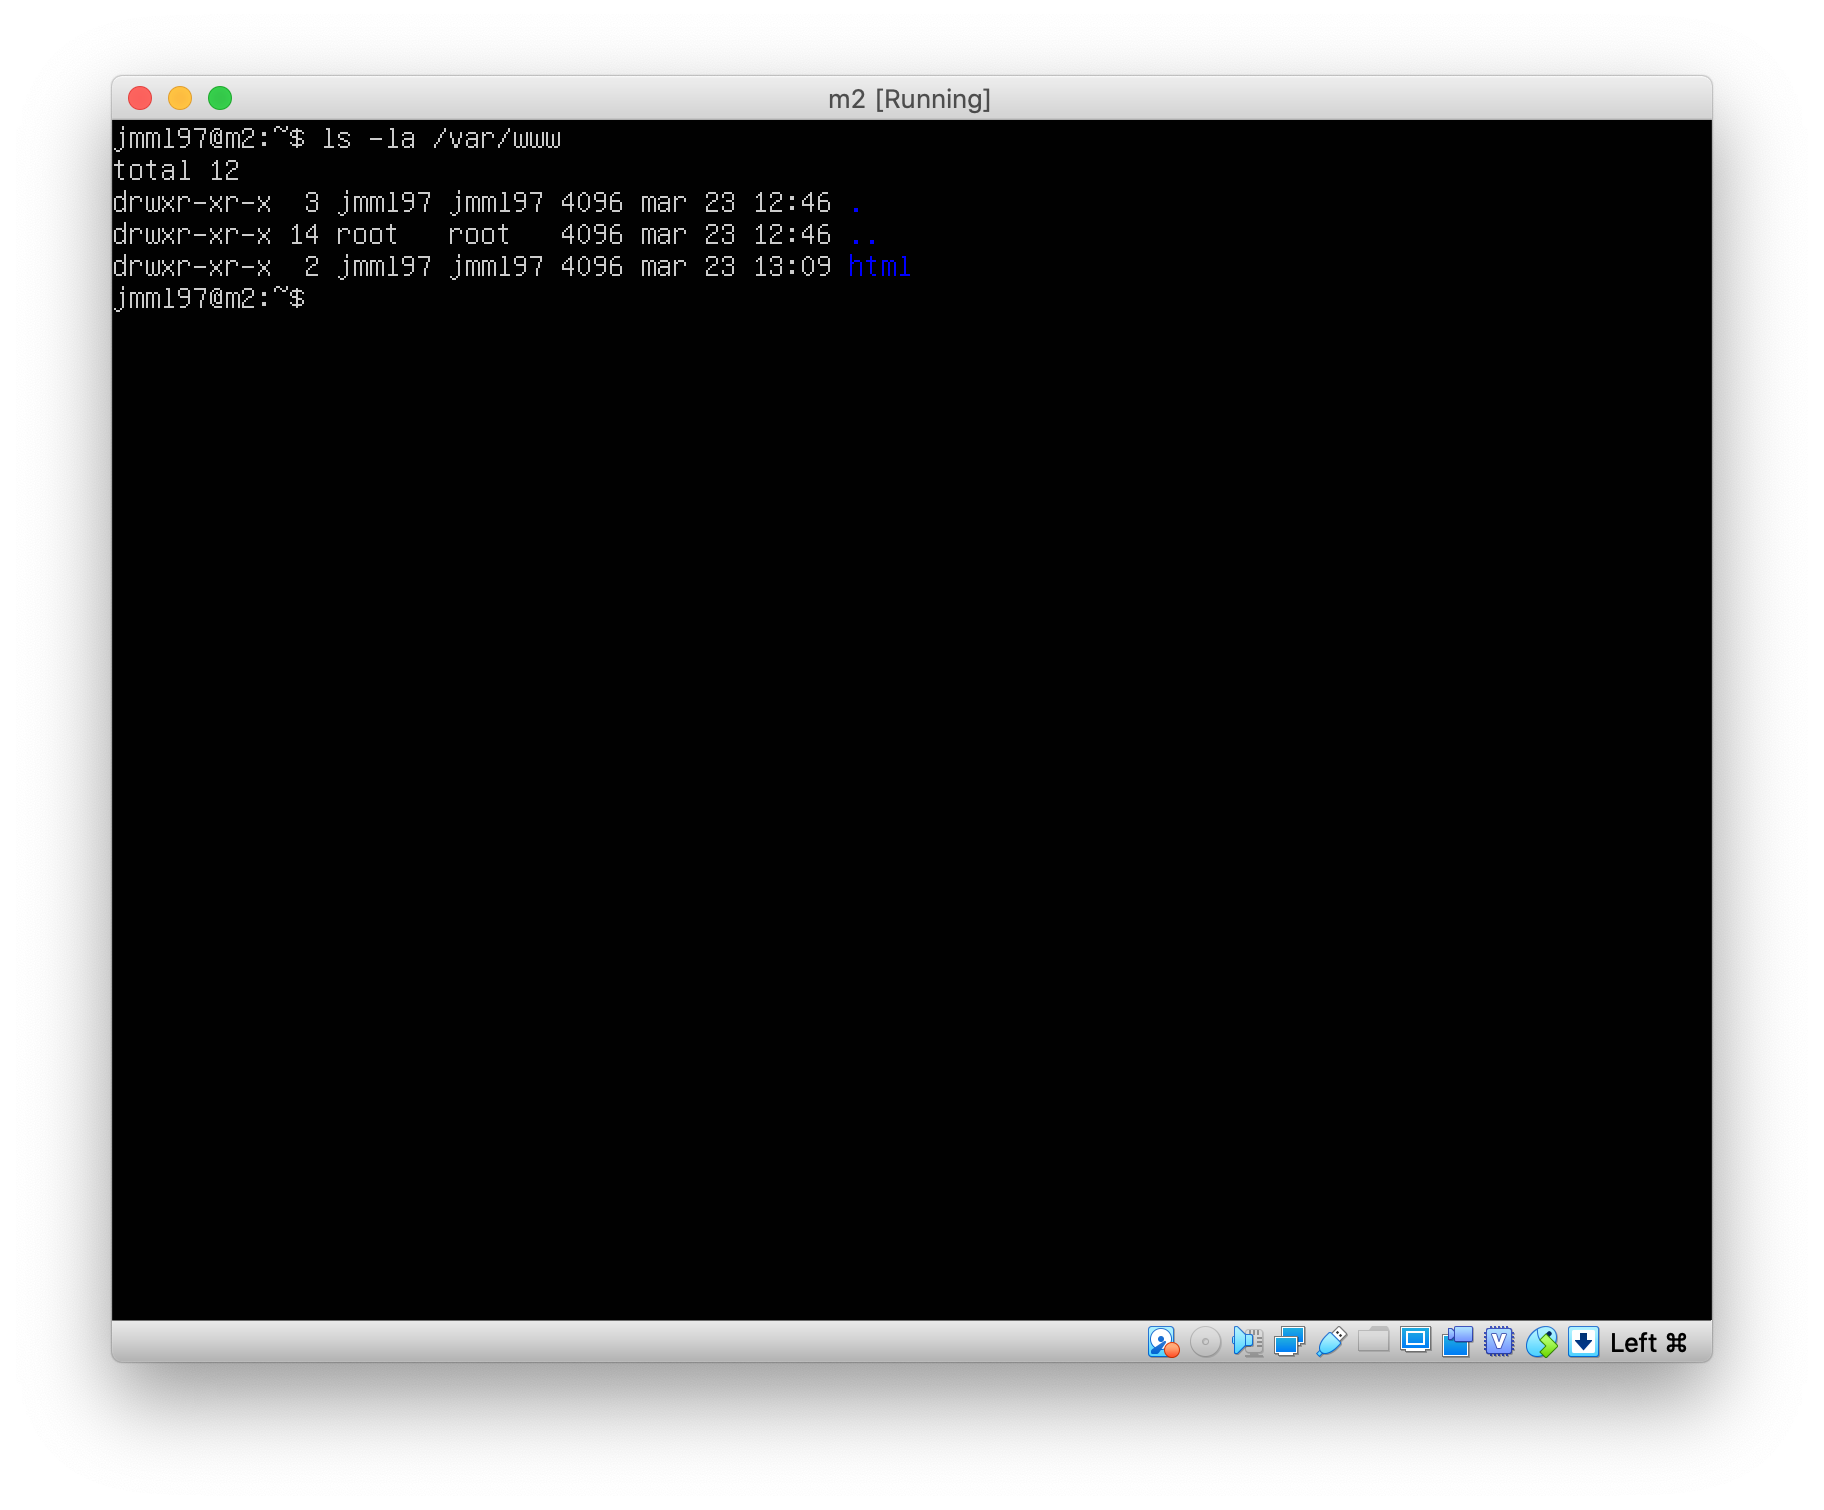 m2 [Running]
jmml97@m2:~$ ls -la /var/www
total 12
drwxr-xr-x  3 jmml97 jmml97 4096 mar 23 12:46 .
drwxr-xr-x 14 root   root   4096 mar 23 12:46 ..
drwxr-xr-x  2 jmml97 jmml97 4096 mar 23 13:09 html
jmml97@m2:~$
Left ⌘